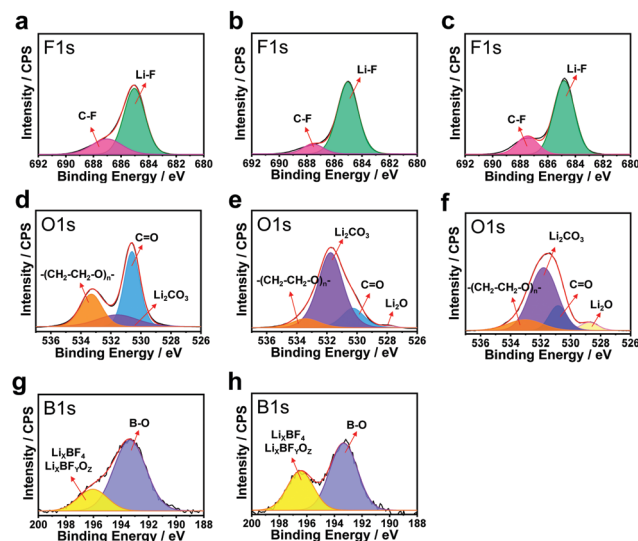 a
F1s
Li-F
C-F
Intensity / CPS
692 690 688 686 684 682 680
Binding Energy / eV
b
F1s
Li-F
C-F
Intensity / CPS
692 690 688 686 684 682 680
Binding Energy / eV
c
F1s
Li-F
C-F
Intensity / CPS
692 690 688 686 684 682 680
Binding Energy / eV
d
O1s
C=O
-(CH₂-CH₂-O)ₙ-
Li₂CO₃
Intensity / CPS
536 534 532 530 528 526
Binding Energy / eV
e
O1s
Li₂CO₃
-(CH₂-CH₂-O)ₙ-
C=O
Li₂O
Intensity / CPS
536 534 532 530 528 526
Binding Energy / eV
f
O1s
Li₂CO₃
-(CH₂-CH₂-O)ₙ-
C=O
Li₂O
Intensity / CPS
536 534 532 530 528 526
Binding Energy / eV
g
B1s
B-O
LiₓBF₄
LiₓBFᵧO_Z
Intensity / CPS
200 198 196 194 192 190 188
Binding Energy / eV
h
B1s
B-O
LiₓBF₄
LiₓBFᵧO_Z
Intensity / CPS
200 198 196 194 192 190 188
Binding Energy / eV